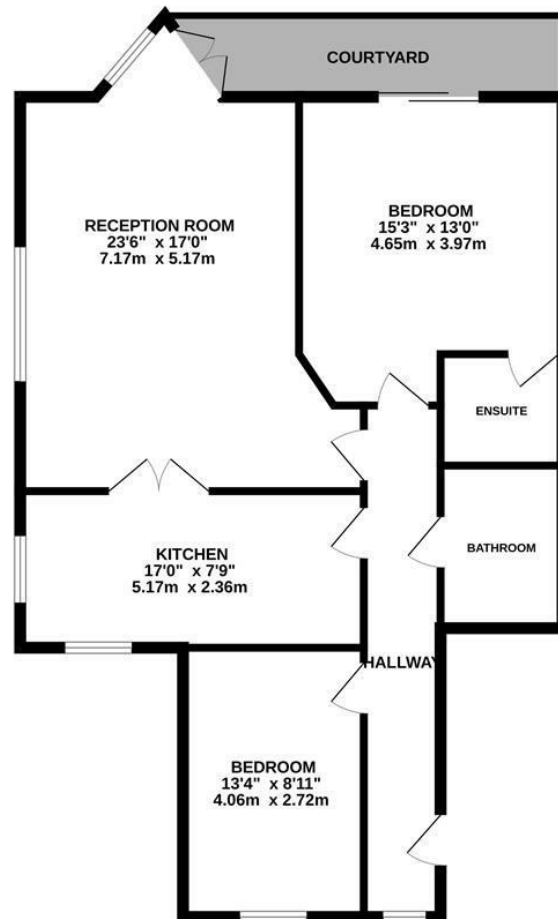 COURTYARD
RECEPTION ROOM
23'6" x 17'0"
7.17m x 5.17m
BEDROOM
15'3" x 13'0"
4.65m x 3.97m
ENSUITE
KITCHEN
17'0" x 7'9"
5.17m x 2.36m
BATHROOM
HALLWAY
BEDROOM
13'4" x 8'11"
4.06m x 2.72m